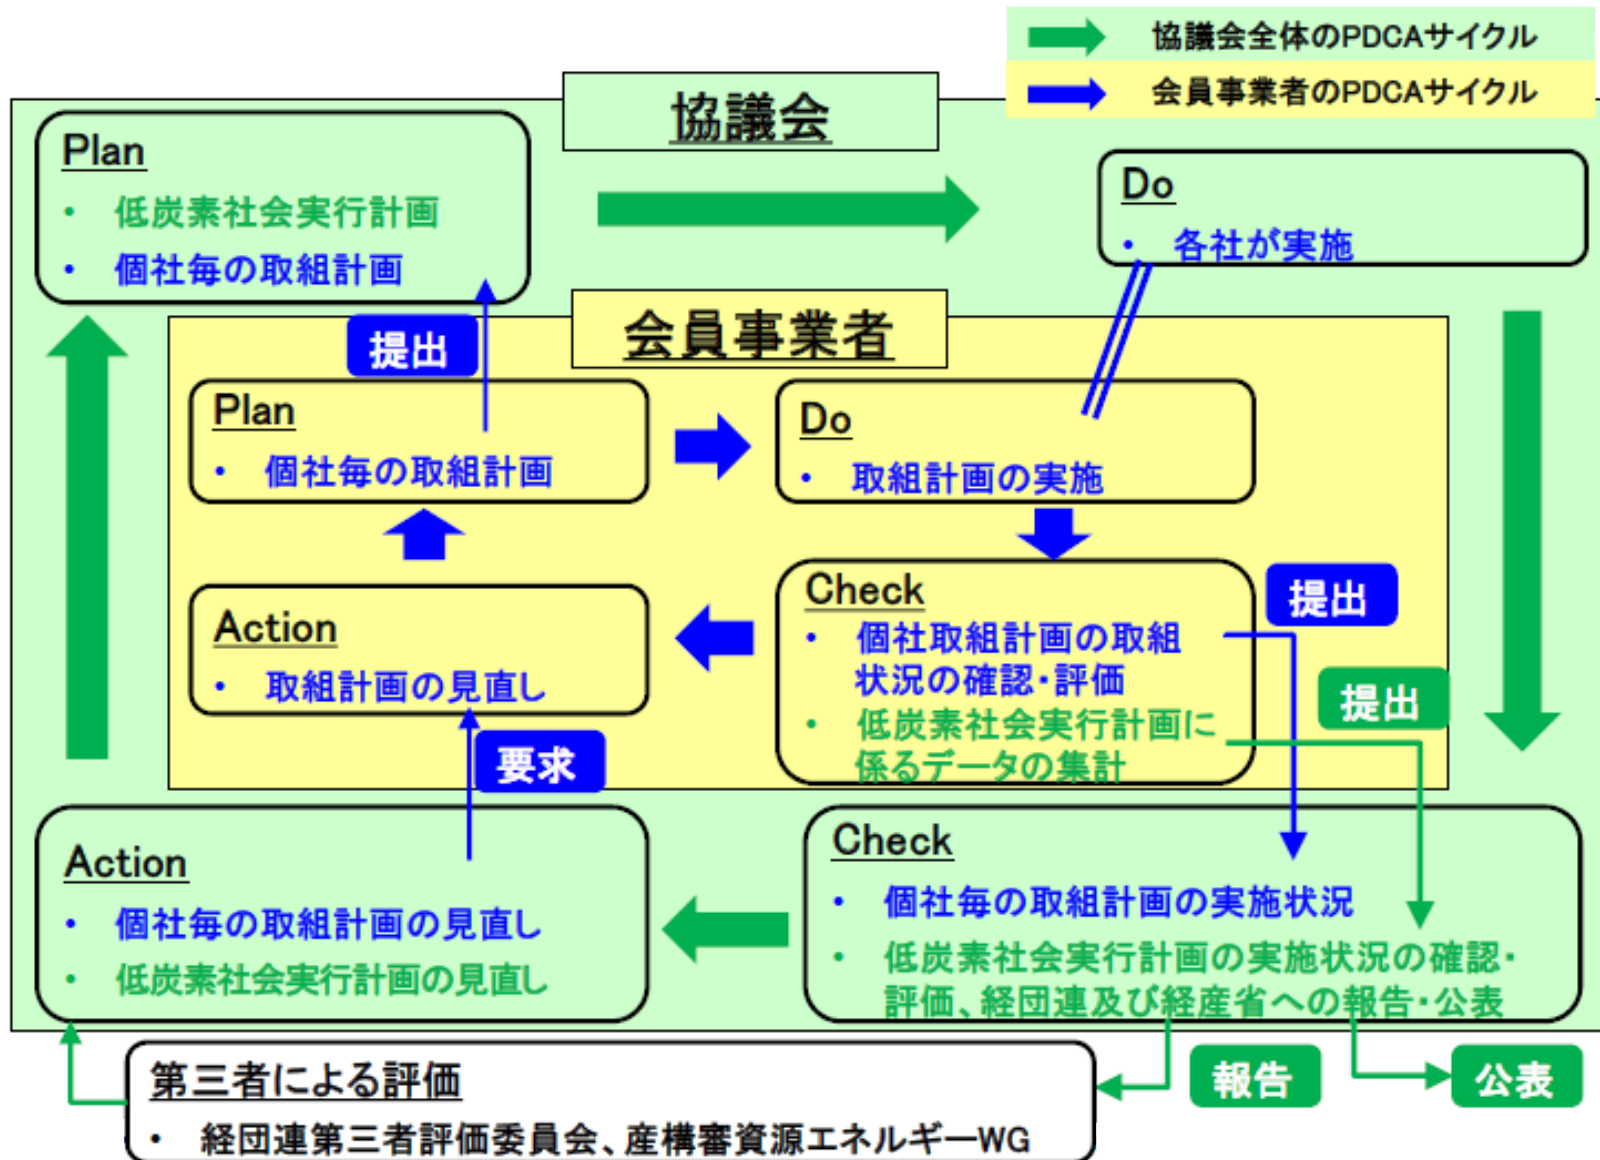 協議会全体のPDCAサイクル
会員事業者のPDCAサイクル
協議会
Plan
・ 低炭素社会実行計画
・ 個社毎の取組計画
Do
・ 各社が実施
提出
会員事業者
Plan
・ 個社毎の取組計画
Do
・ 取組計画の実施
Action
・ 取組計画の見直し
Check
・ 個社取組計画の取組
状況の確認・評価
・ 低炭素社会実行計画に
係るデータの集計
提出
提出
要求
Action
・ 個社毎の取組計画の見直し
・ 低炭素社会実行計画の見直し
Check
・ 個社毎の取組計画の実施状況
・ 低炭素社会実行計画の実施状況の確認・
評価、経団連及び経産省への報告・公表
第三者による評価
・ 経団連第三者評価委員会、産構審資源エネルギーWG
報告
公表